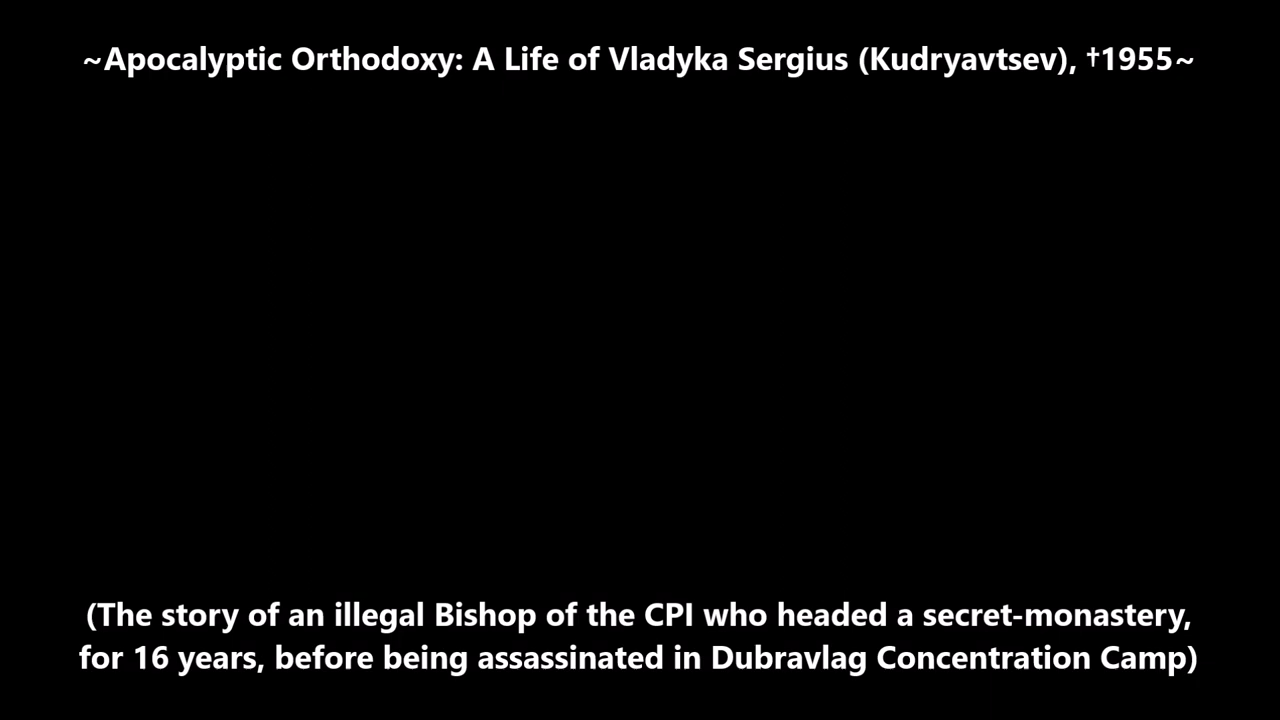 ~Apocalyptic Orthodoxy: A Life of Vladyka Sergius (Kudryavtsev), †1955~
(The story of an illegal Bishop of the CPI who headed a secret-monastery,
for 16 years, before being assassinated in Dubravlag Concentration Camp)